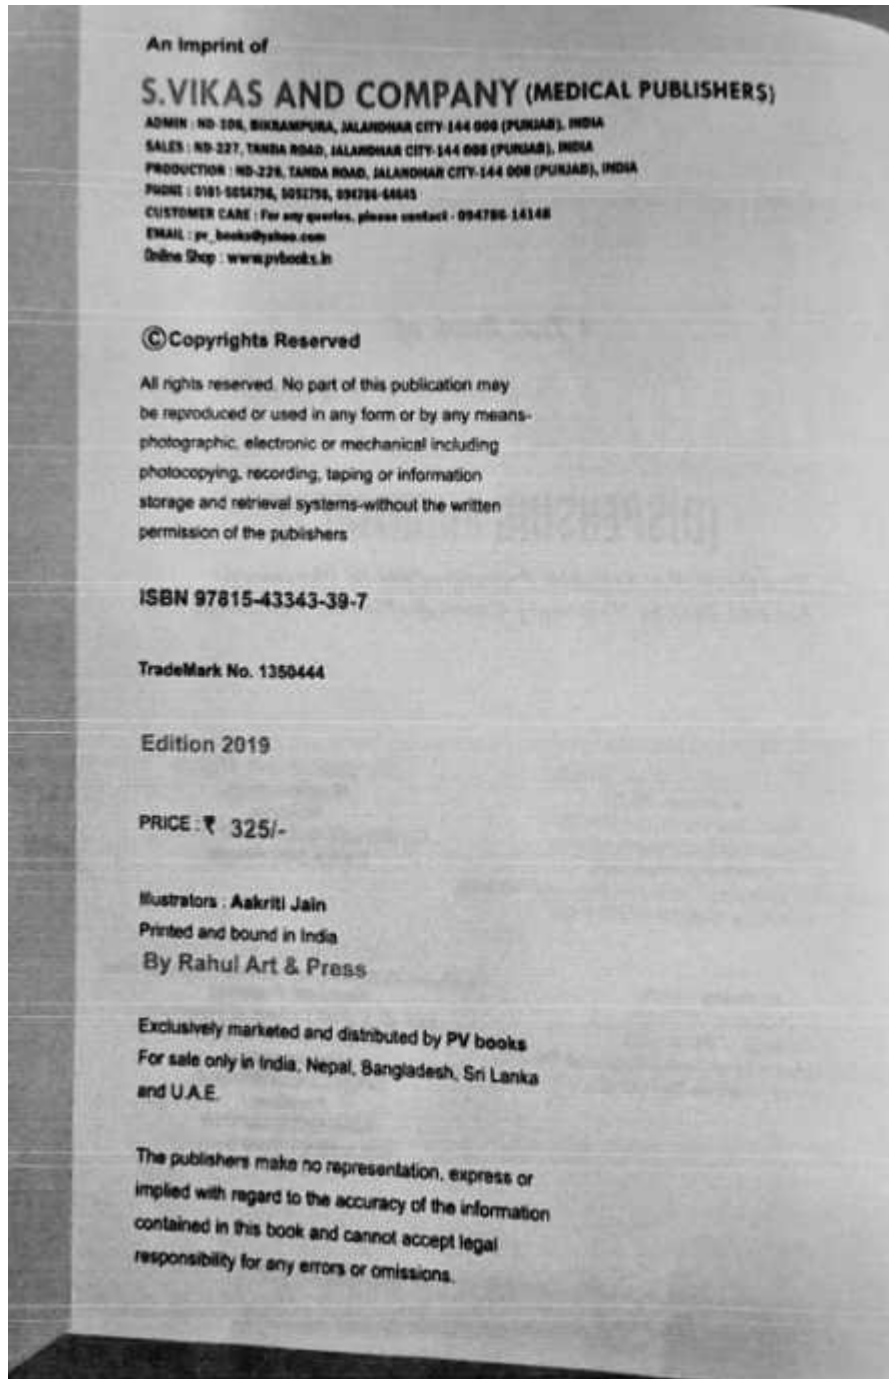 An Imprint of
S.VIKAS AND COMPANY (MEDICAL PUBLISHERS)
ADMIN : ND-106, BIKRAMPURA, JALANDHAR CITY-144 008 (PUNJAB), INDIA
SALES : ND-227, TANDA ROAD, JALANDHAR CITY-144 008 (PUNJAB), INDIA
PRODUCTION : ND-229, TANDA ROAD, JALANDHAR CITY-144 008 (PUNJAB), INDIA
PHONE :
CUSTOMER CARE : For any queries, please contact - 094786-14148
EMAIL : pv_books@yahoo.com
Online Shop : www.pvbooks.in
©Copyrights Reserved
All rights reserved. No part of this publication may
be reproduced or used in any form or by any means-
photographic, electronic or mechanical including
photocopying, recording, taping or information
storage and retrieval systems-without the written
permission of the publishers
ISBN 97815-43343-39-7
TradeMark No. 1350444
Edition 2019
PRICE : ₹ 325/-
Illustrators : Aakriti Jain
Printed and bound in India
By Rahul Art & Press
Exclusively marketed and distributed by PV books
For sale only in India, Nepal, Bangladesh, Sri Lanka
and U.A.E.
The publishers make no representation, express or
implied with regard to the accuracy of the information
contained in this book and cannot accept legal
responsibility for any errors or omissions.